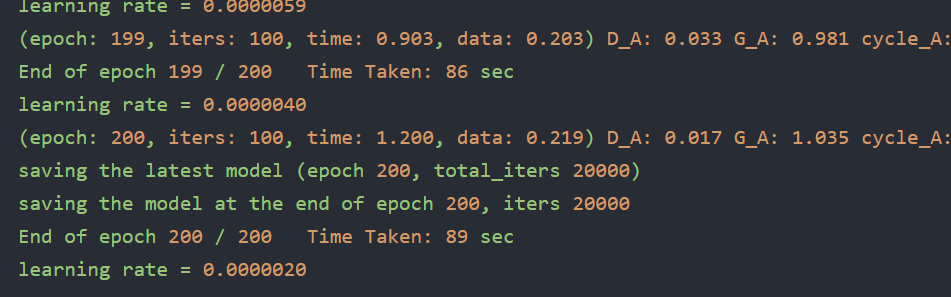 learning rate = 0.0000059
(epoch: 199, iters: 100, time: 0.903, data: 0.203) D_A: 0.033 G_A: 0.981 cycle_A:
End of epoch 199 / 200   Time Taken: 86 sec
learning rate = 0.0000040
(epoch: 200, iters: 100, time: 1.200, data: 0.219) D_A: 0.017 G_A: 1.035 cycle_A:
saving the latest model (epoch 200, total_iters 20000)
saving the model at the end of epoch 200, iters 20000
End of epoch 200 / 200   Time Taken: 89 sec
learning rate = 0.0000020